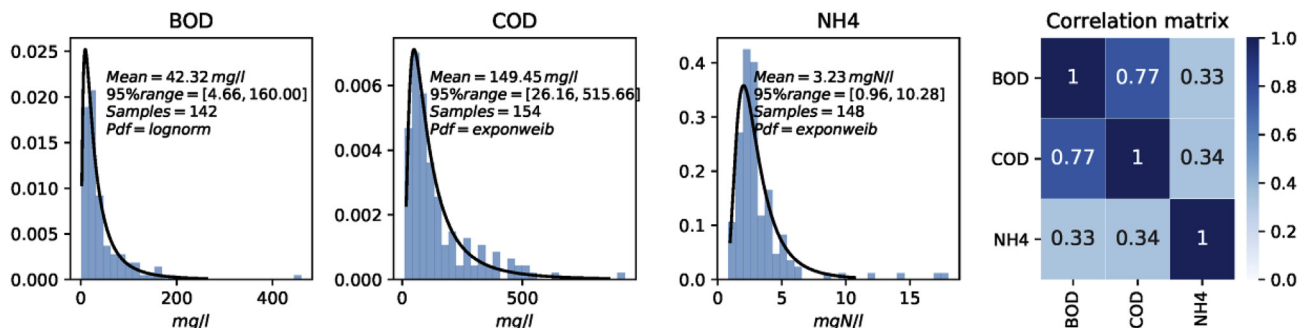 BOD
0.025
0.020
0.015
0.010
0.005
0.000
0
200
400
mg/l
Mean = 42.32 mg/l
95%range = [4.66, 160.00]
Samples = 142
Pdf = lognorm
COD
0.006
0.004
0.002
0.000
0
500
mg/l
Mean = 149.45 mg/l
95%range = [26.16, 515.66]
Samples = 154
Pdf = exponweib
NH4
0.4
0.3
0.2
0.1
0.0
0
5
10
15
mgN/l
Mean = 3.23 mgN/l
95%range = [0.96, 10.28]
Samples = 148
Pdf = exponweib
Correlation matrix
BOD
1
0.77
0.33
COD
0.77
1
0.34
NH4
0.33
0.34
1
BOD
COD
NH4
1.0
0.8
0.6
0.4
0.2
0.0